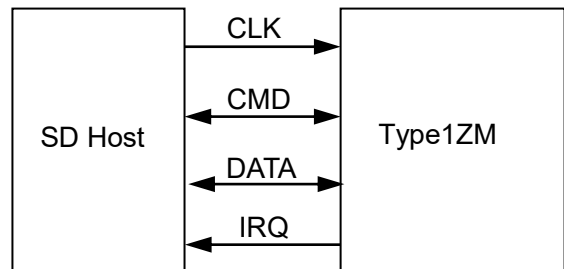 CLK
CMD
SD Host
Type1ZM
DATA
IRQ